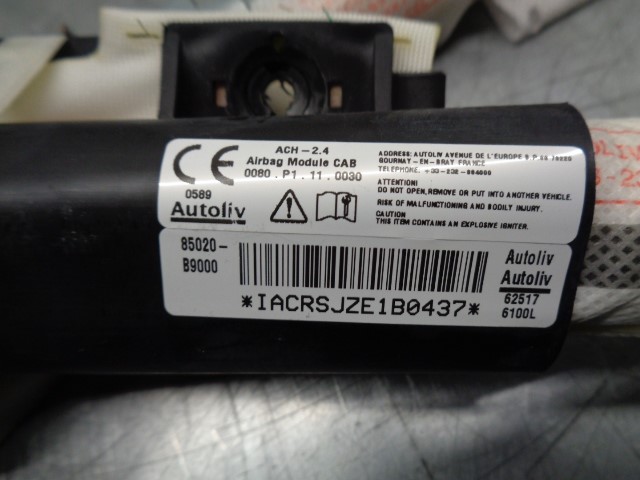 CE
0589
Autoliv
ACH-2.4
Airbag Module CAB
0080.P1.11.0030
ADDRESS: AUTOLIV AVENUE DE L'EUROPE
GOURNAY-EN-BRAY FRANCE
TELEPHONE.
ATTENTION!
DO NOT OPEN,REMOVE OR PUT INTO ANOTHER VEHICLE.
RISK OF MALFUNCTIONING AND BODILY INJURY.
CAUTION
THIS ITEM CONTAINS AN EXPLOSIVE IGNITER.
85020-
B9000
*IACRSJZE1B0437*
Autoliv
Autoliv
62517
6100L